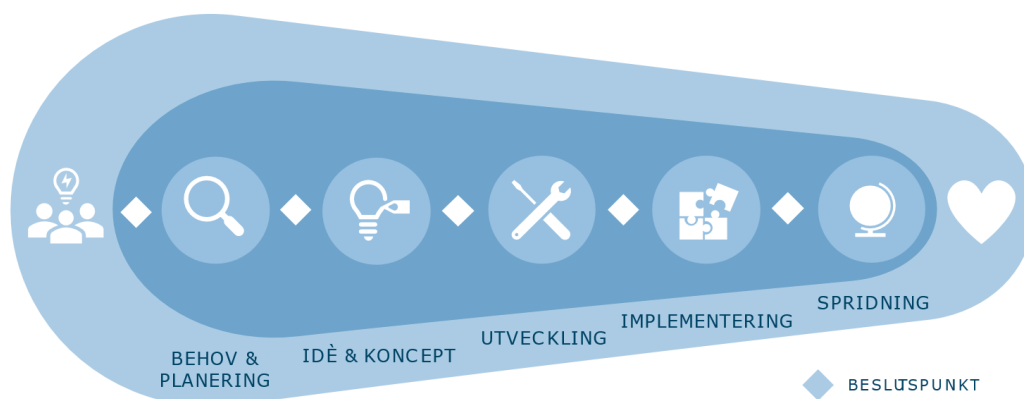 BEHOV &
PLANERING
IDÈ & KONCEPT
UTVECKLING
IMPLEMENTERING
SPRIDNING
BESLUTSPUNKT